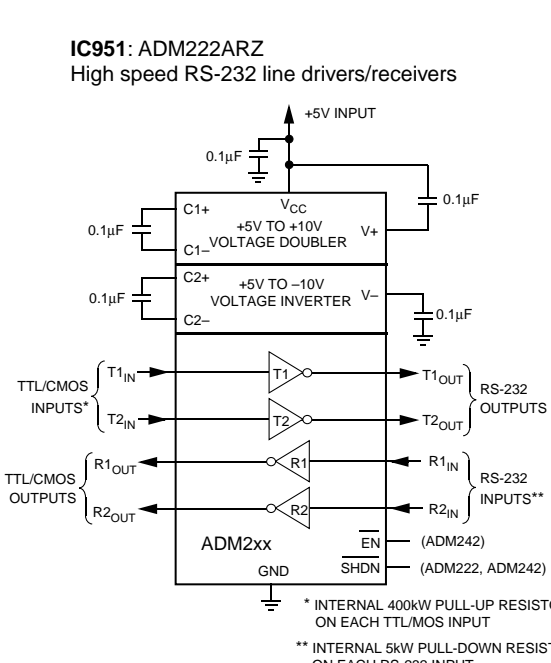 IC951: ADM222ARZ
High speed RS-232 line drivers/receivers
+5V INPUT
0.1µF
0.1µF
C1+
VCC
+5V TO +10V
VOLTAGE DOUBLER
V+
0.1µF
C1–
C2+
+5V TO –10V
VOLTAGE INVERTER
V–
0.1µF
C2–
0.1µF
TTL/CMOS
INPUTS*
T1IN
T1
T1OUT
T2IN
T2
T2OUT
RS-232
OUTPUTS
TTL/CMOS
OUTPUTS
R1OUT
R1
R1IN
R2OUT
R2
R2IN
RS-232
INPUTS**
ADM2xx
EN
(ADM242)
GND
SHDN
(ADM222, ADM242)
* INTERNAL 400kW PULL-UP
ON EACH TTL/MOS INPUT
** INTERNAL 5kW PULL-DOWN